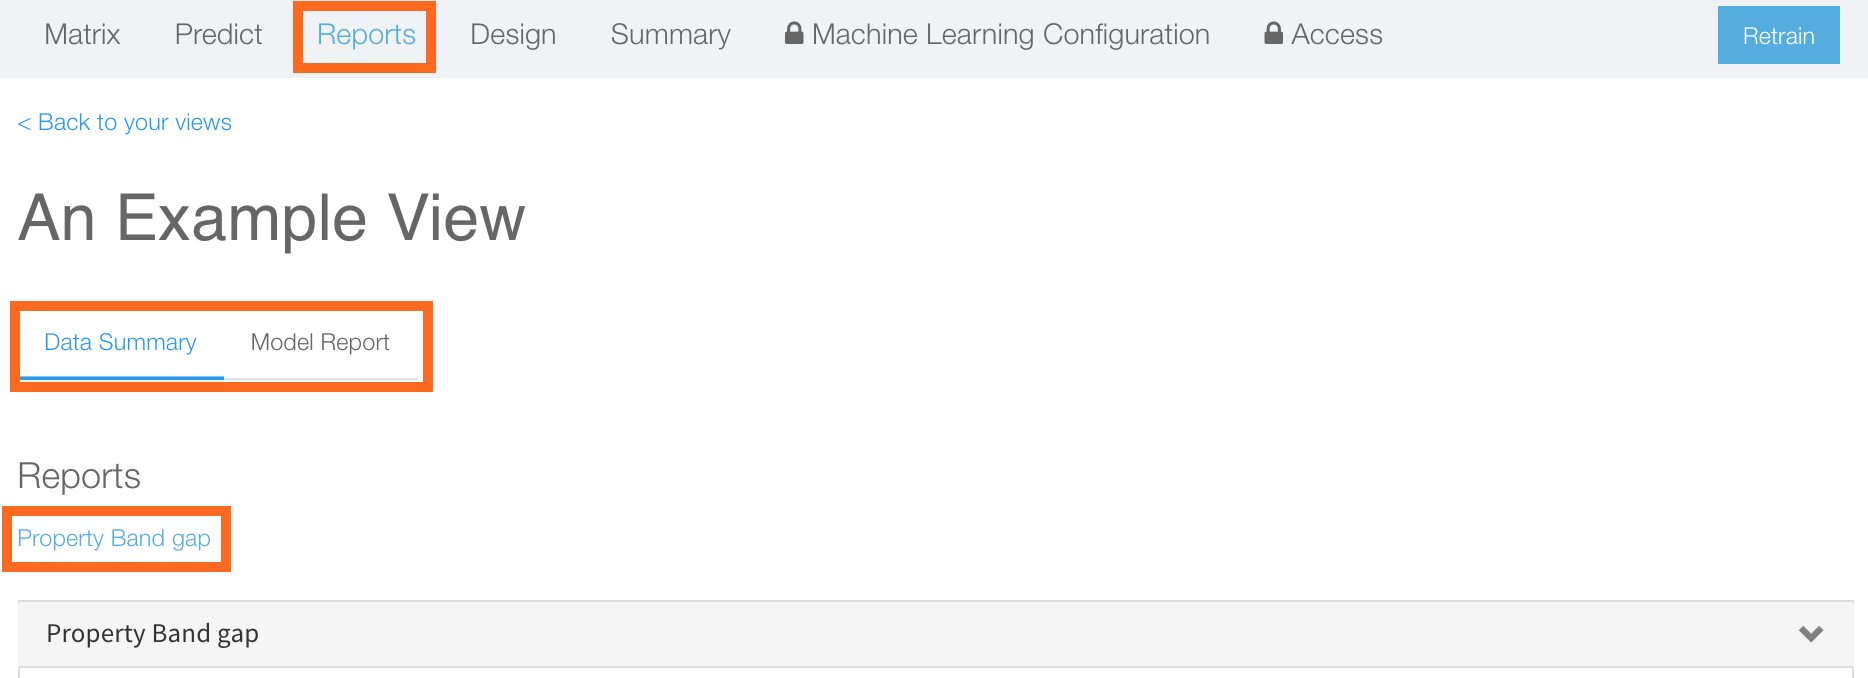 Matrix Predict Reports Design Summary Machine Learning Configuration Access Retrain
< Back to your views
An Example View
Data Summary Model Report
Reports
Property Band gap
Property Band gap